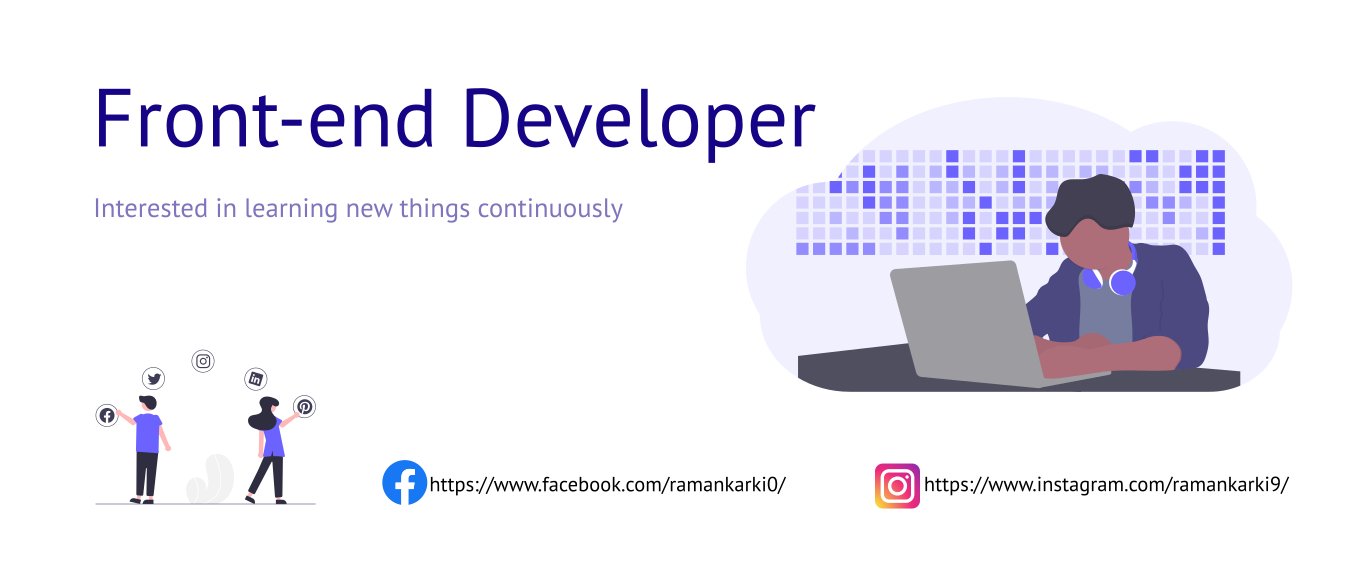 Front-end Developer
Interested in learning new things continuously
https://www.facebook.com/ramankarki0/
https://www.instagram.com/ramankarki9/